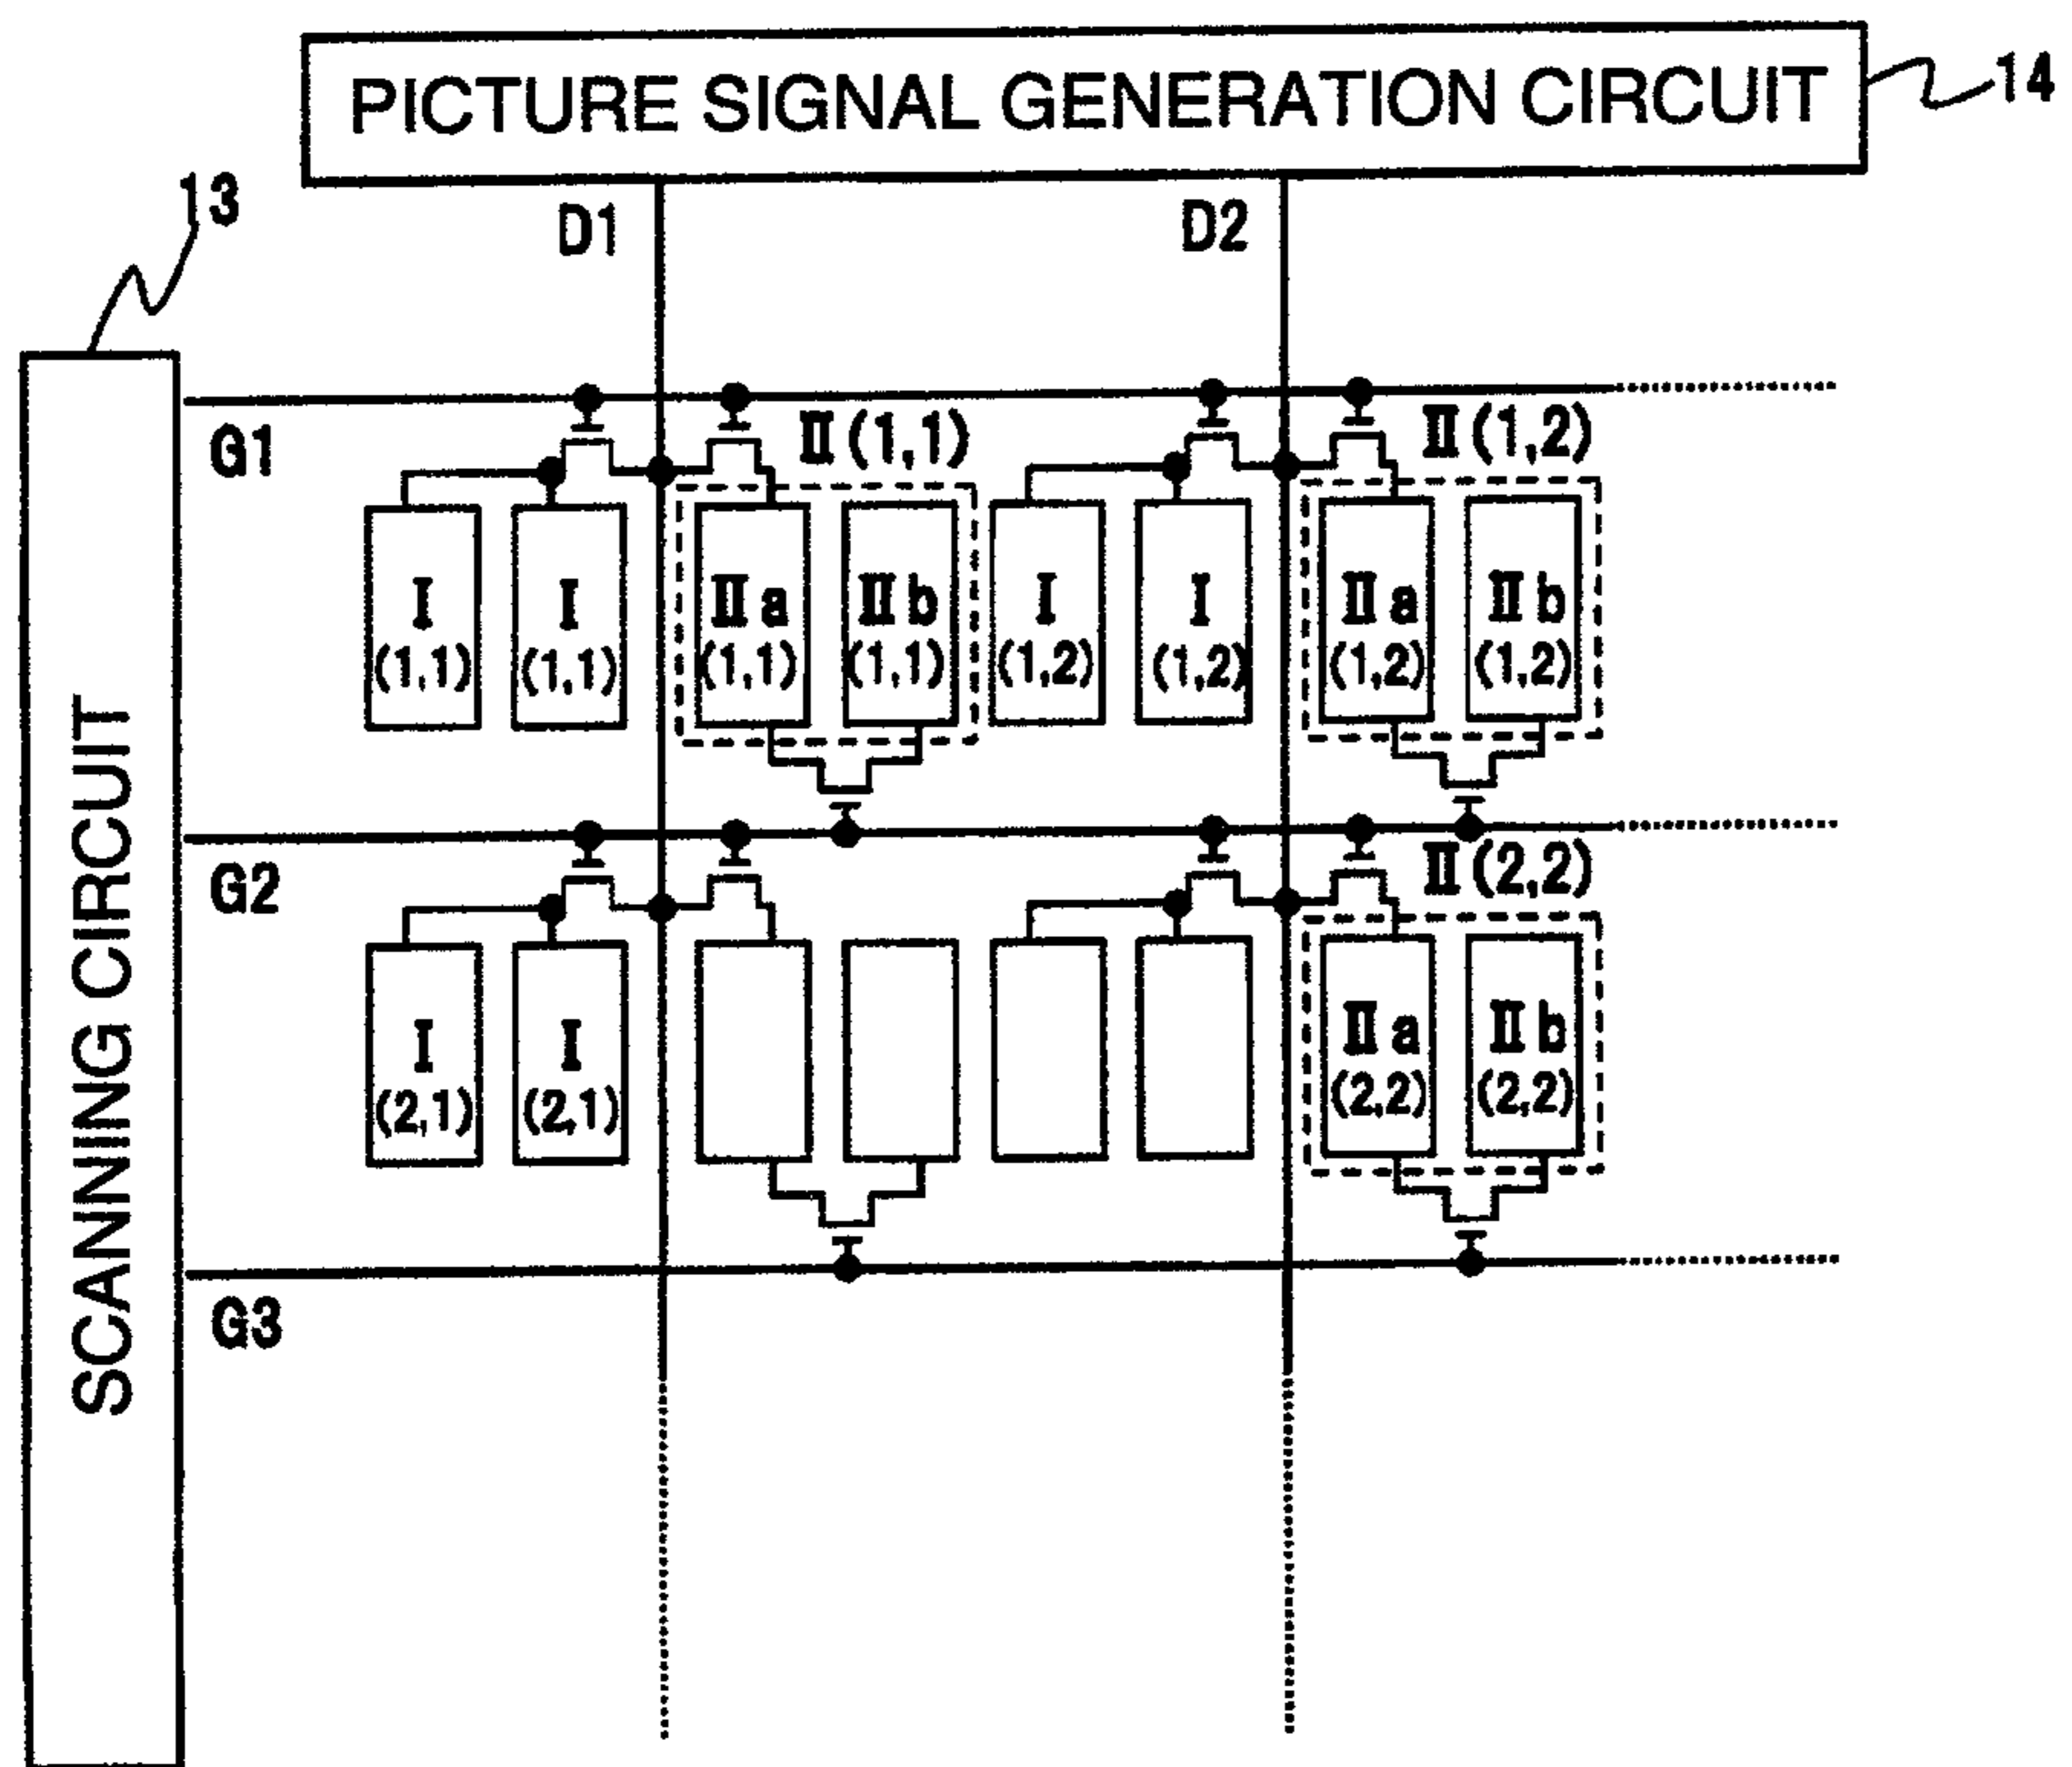 PICTURE SIGNAL GENERATION CIRCUIT
14
13
D1
D2
SCANNING CIRCUIT
G1
Ⅱ(1,1)
Ⅱ(1,2)
I
(1,1)
I
(1,1)
Ⅱa
(1,1)
Ⅱb
(1,1)
I
(1,2)
I
(1,2)
Ⅱa
(1,2)
Ⅱb
(1,2)
G2
Ⅱ(2,2)
I
(2,1)
I
(2,1)
Ⅱa
(2,2)
Ⅱb
(2,2)
G3